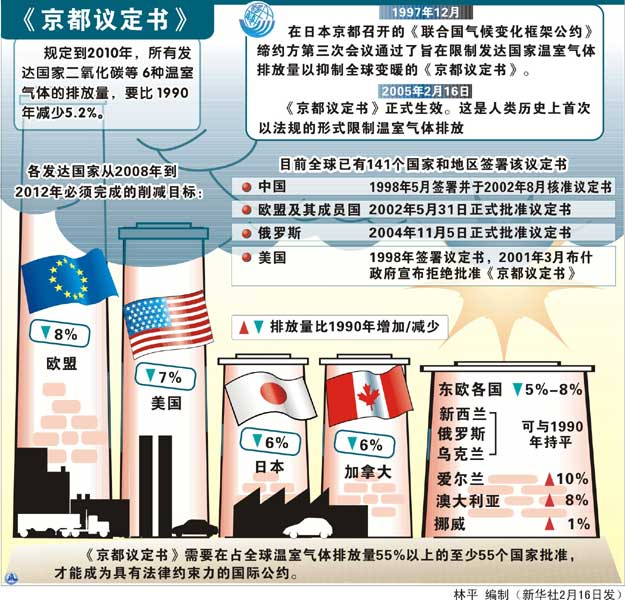 《京都议定书》
规定到2010年，所有发
达国家二氧化碳等 6种温室
气体的排放量，要比 1990
年减少5.2%。
1997年12月
在日本京都召开的《联合国气候变化框架公约》
缔约方第三次会议通过了旨在限制发达国家温室气体
排放量以抑制全球变暖的《京都议定书》。
2005年2月16日
《京都议定书》正式生效。这是人类历史上首次
以法规的形式限制温室气体排放
各发达国家从2008年到
2012年必须完成的削减目标：
目前全球已有141个国家和地区签署该议定书
中国 1998年5月签署并于2002年8月核准议定书
欧盟及其成员国 2002年5月31日正式批准议定书
俄罗斯 2004年11月5日正式批准议定书
美国 1998年签署议定书，2001年3月布什
政府宣布拒绝批准《京都议定书》
▲▼排放量比1990年增加/减少
▼8%
欧盟
▼7%
美国
▼6%
日本
▼6%
加拿大
东欧各国 ▼5%-8%
新西兰
俄罗斯
乌克兰
可与1990
年持平
爱尔兰 ▲10%
澳大利亚 ▲8%
挪威 ▲1%
《京都议定书》需要在占全球温室气体排放量55%以上的至少55个国家批准，
才能成为具有法律约束力的国际公约。
林平 编制（新华社2月16日发）